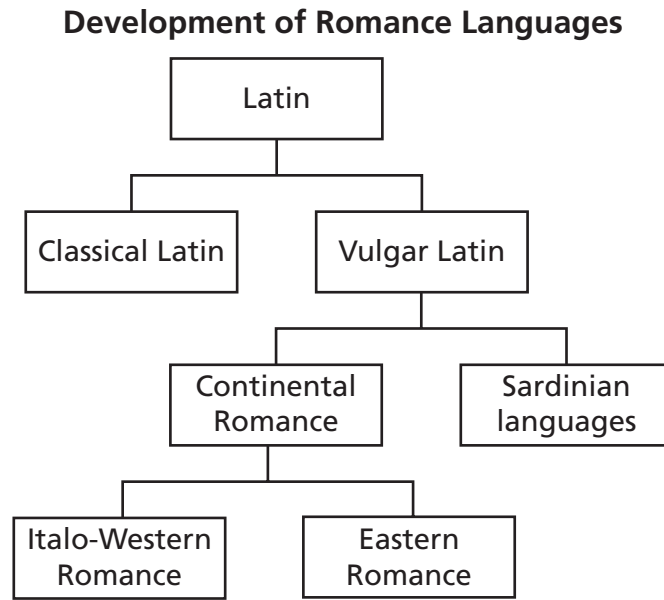 Development of Romance Languages
Latin
Classical Latin
Vulgar Latin
Continental
Romance
Sardinian
languages
Italo-Western
Romance
Eastern
Romance